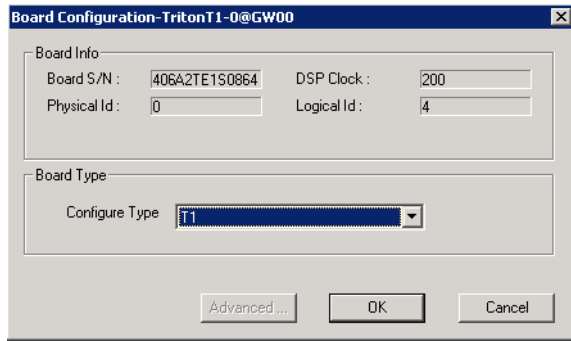 Board Configuration-TritonT1-0@GW00
Board Info
Board S/N : 406A2TE1S0864 DSP Clock : 200
Physical Id : 0 Logical Id : 4
Board Type
Configure Type T1
Advanced ... OK Cancel